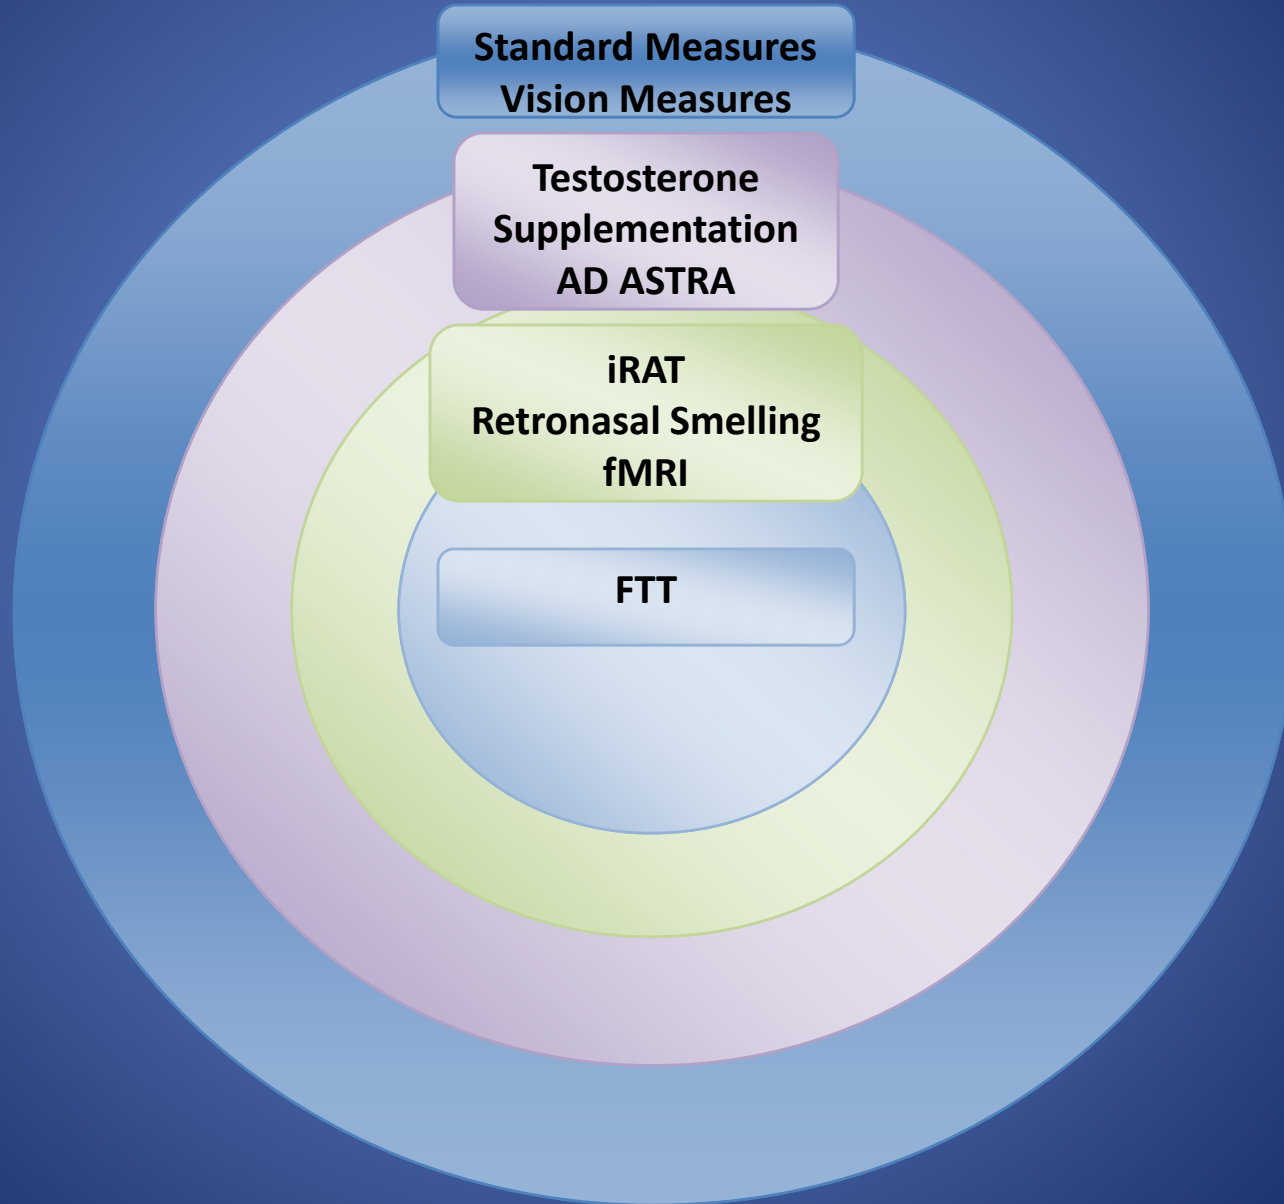 Standard Measures
Vision Measures
Testosterone
Supplementation
AD ASTRA
iRAT
Retronasal Smelling
fMRI
FTT